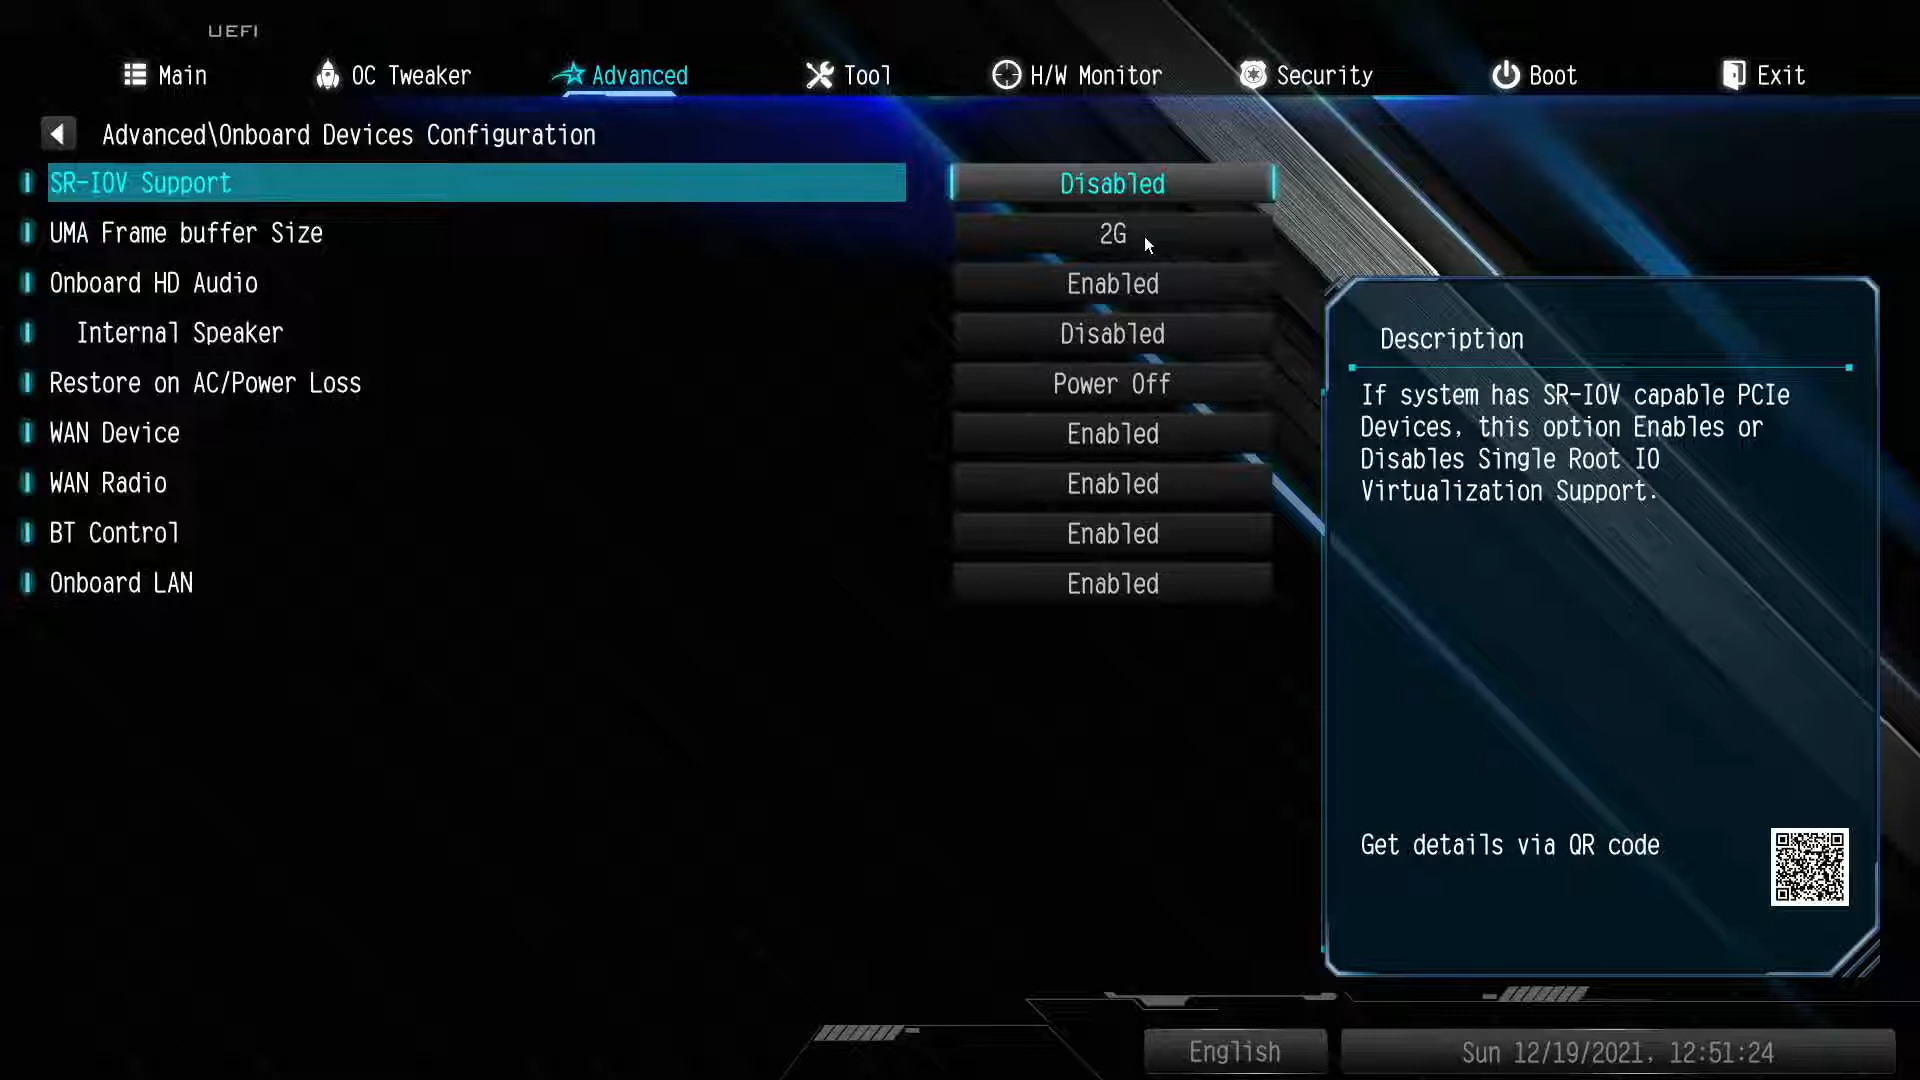 UEFI
Main OC Tweaker Advanced Tool H/W Monitor Security Boot Exit
Advanced\Onboard Devices Configuration
SR-IOV Support Disabled
UMA Frame buffer Size 2G
Onboard HD Audio Enabled
Internal Speaker Disabled
Restore on AC/Power Loss Power Off
WAN Device Enabled
WAN Radio Enabled
BT Control Enabled
Onboard LAN Enabled
Description
If system has SR-IOV capable PCIe
Devices, this option Enables or
Disables Single Root IO
Virtualization Support.
Get details via QR code
English Sun 12/19/2021, 12:51:24